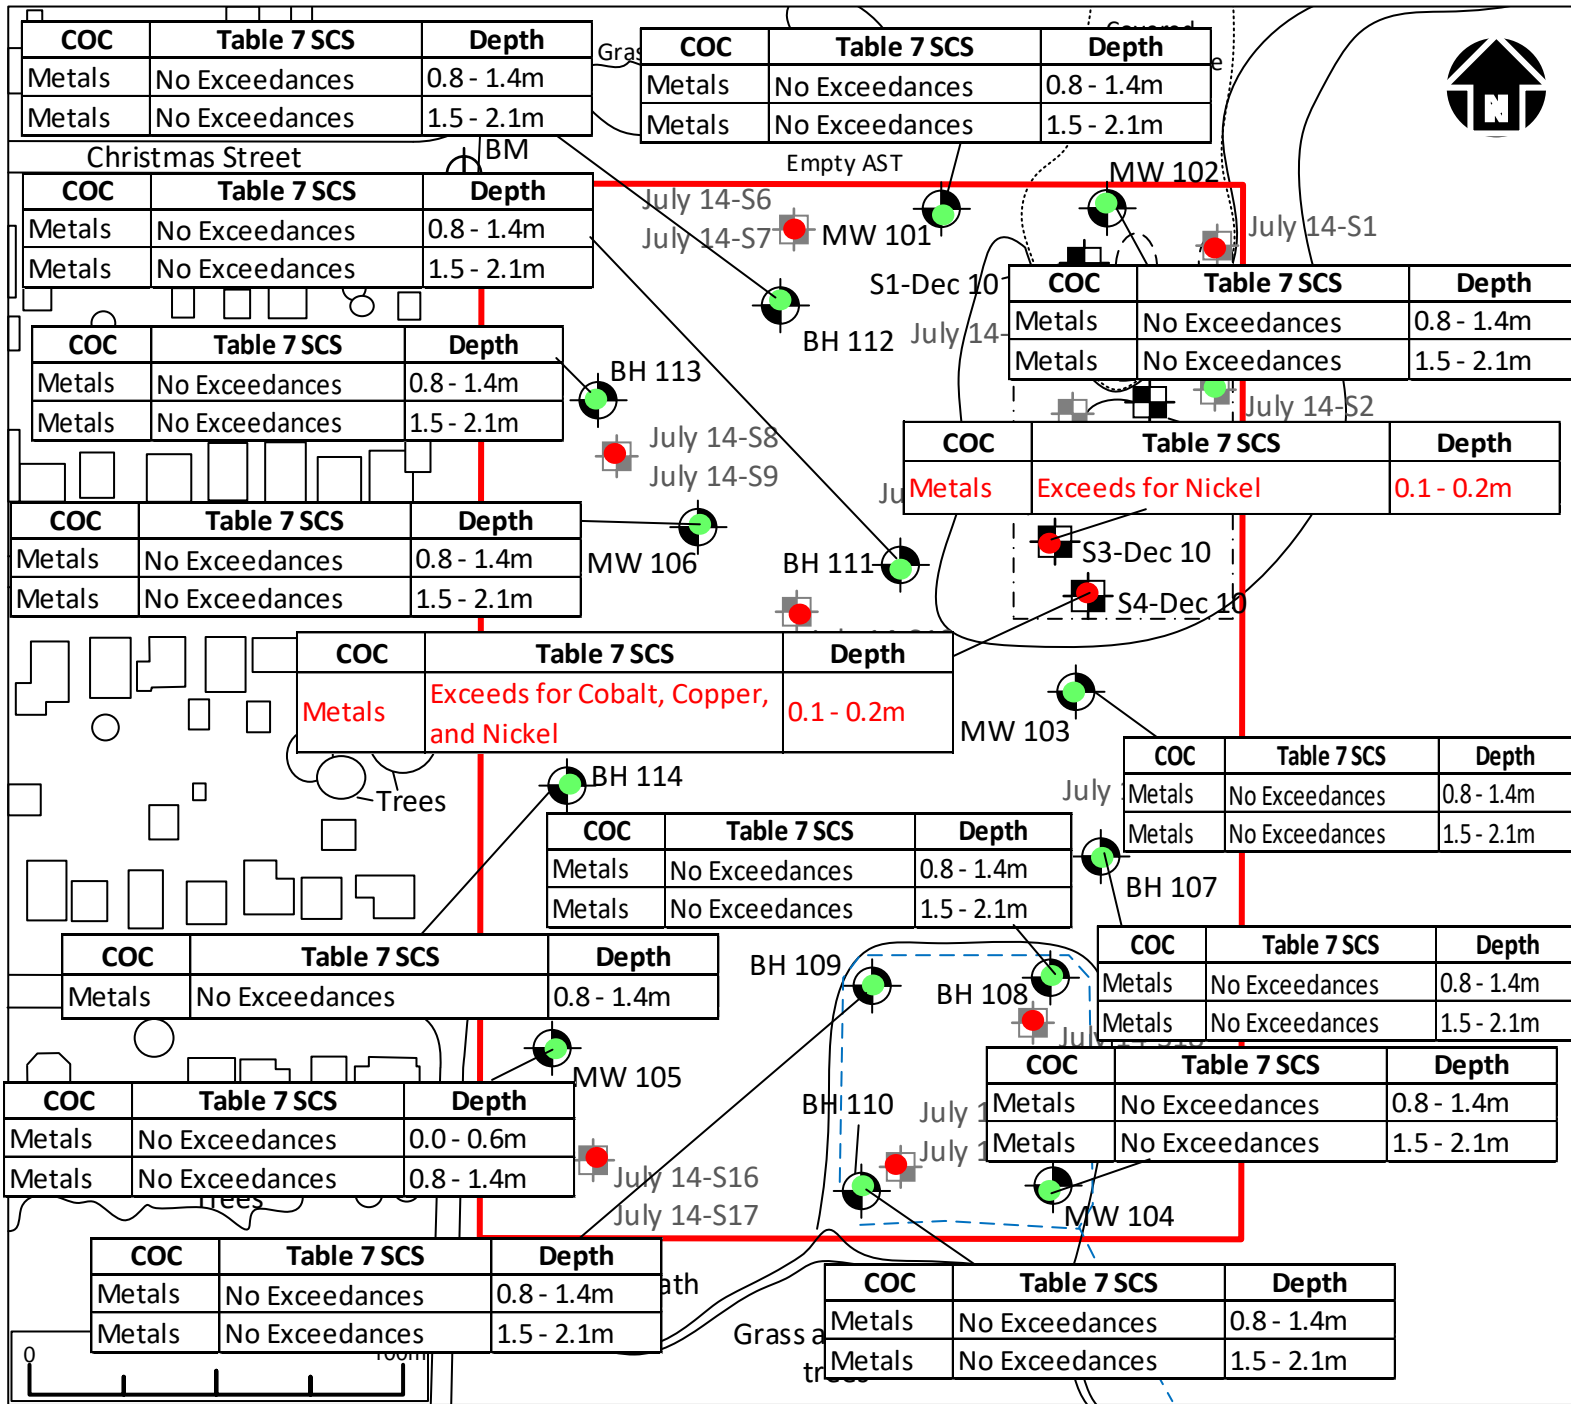 COC Table 7 SCS Depth
Metals No Exceedances 0.8 - 1.4m
Metals No Exceedances 1.5 - 2.1m
COC Table 7 SCS Depth
Metals No Exceedances 0.8 - 1.4m
Metals No Exceedances 1.5 - 2.1m
N
Christmas Street
BM
Empty AST
MW 102
COC Table 7 SCS Depth
Metals No Exceedances 0.8 - 1.4m
Metals No Exceedances 1.5 - 2.1m
July 14-S6
July 14-S7
MW 101
July 14-S1
S1-Dec 10
COC Table 7 SCS Depth
Metals No Exceedances 0.8 - 1.4m
Metals No Exceedances 1.5 - 2.1m
BH 112
July 14-
COC Table 7 SCS Depth
Metals No Exceedances 0.8 - 1.4m
Metals No Exceedances 1.5 - 2.1m
BH 113
July 14-S2
July 14-S8
July 14-S9
COC Table 7 SCS Depth
Metals Exceeds for Nickel 0.1 - 0.2m
COC Table 7 SCS Depth
Metals No Exceedances 0.8 - 1.4m
Metals No Exceedances 1.5 - 2.1m
MW 106
BH 111
S3-Dec 10
S4-Dec 10
COC Table 7 SCS Depth
Metals Exceeds for Cobalt, Copper,
and Nickel 0.1 - 0.2m
MW 103
BH 114
Trees
July
COC Table 7 SCS Depth
Metals No Exceedances 0.8 - 1.4m
Metals No Exceedances 1.5 - 2.1m
COC Table 7 SCS Depth
Metals No Exceedances 0.8 - 1.4m
Metals No Exceedances 1.5 - 2.1m
BH 107
COC Table 7 SCS Depth
Metals No Exceedances 0.8 - 1.4m
BH 109
BH 108
COC Table 7 SCS Depth
Metals No Exceedances 0.8 - 1.4m
Metals No Exceedances 1.5 - 2.1m
MW 105
COC Table 7 SCS Depth
Metals No Exceedances 0.0 - 0.6m
Metals No Exceedances 0.8 - 1.4m
Trees
BH 110
July 1
July 1
COC Table 7 SCS Depth
Metals No Exceedances 0.8 - 1.4m
Metals No Exceedances 1.5 - 2.1m
July 14-S16
July 14-S17
MW 104
COC Table 7 SCS Depth
Metals No Exceedances 0.8 - 1.4m
Metals No Exceedances 1.5 - 2.1m
ath
Grass a
trees
COC Table 7 SCS Depth
Metals No Exceedances 0.8 - 1.4m
Metals No Exceedances 1.5 - 2.1m
0 100m